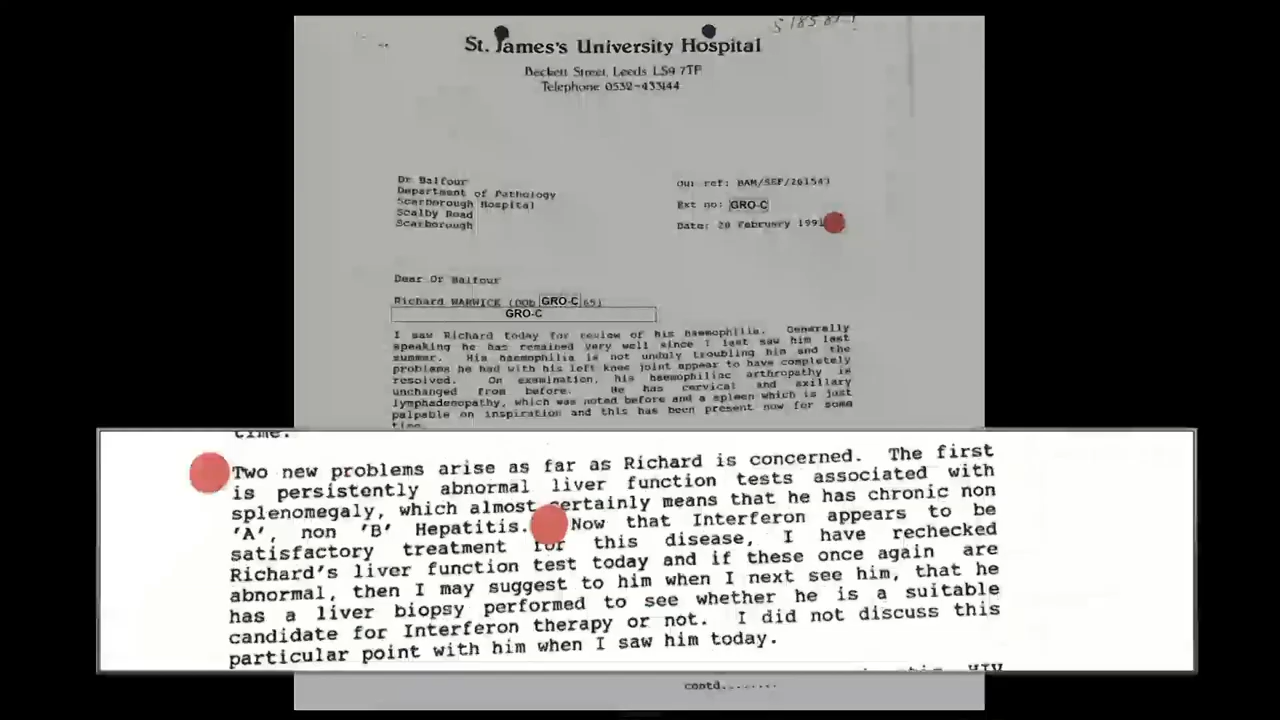 St. James's University Hospital
Beckett Street, Leeds LS9 7TF
Telephone 0532-433144
Dr Balfour
Department of Pathology
Scarborough Hospital
Scalby Road
Scarborough
Our ref: BAM/SEF/261543
Ext no: GRO-C
Date: 20 February 1991
Dear Dr Balfour
Richard WARWICK (DOB GRO-C 65)
GRO-C
I saw Richard today for review of his haemophilia. Generally
speaking he has remained very well since I last saw him last
summer. His haemophilia is not unduly troubling him and the
problems he had with his left knee joint appear to have completely
resolved. On examination, his haemophilic arthropathy is
unchanged from before. He has cervical and axillary
lymphadenopathy, which was noted before and a spleen which is just
palpable on inspiration and this has been present now for some
time.
time.
Two new problems arise as far as Richard is concerned. The first
is persistently abnormal liver function tests associated with
splenomegaly, which almost certainly means that he has chronic non
'A', non 'B' Hepatitis. Now that Interferon appears to be
satisfactory treatment for this disease, I have rechecked
Richard's liver function test today and if these once again are
abnormal, then I may suggest to him when I next see him, that he
has a liver biopsy performed to see whether he is a suitable
candidate for Interferon therapy or not. I did not discuss this
particular point with him when I saw him today.
HIV
contd........